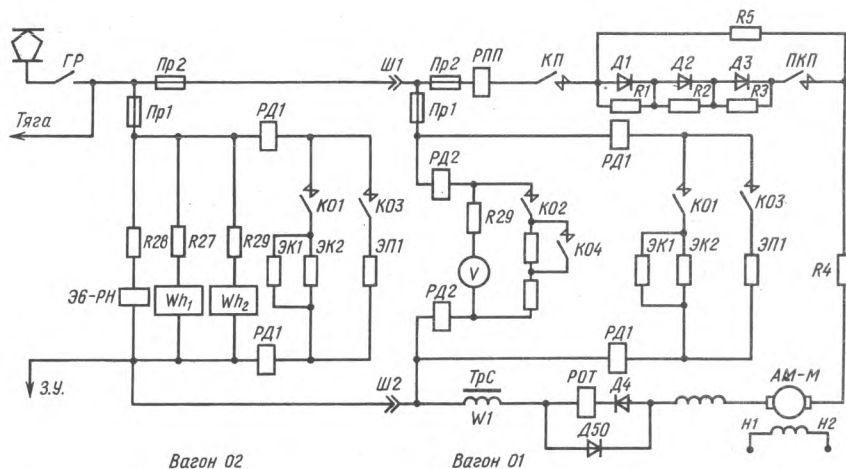 R5
ГР
Пр2
Ш1
Пр2
РПП
КП
Д1
Д2
Д3
ПКП
R1
R2
R3
Пр1
Пр1
Тяга
РД1
РД1
РД2
КО1
КО3
R29
КО2
КО1
КО3
R28
R27
R29
ЭК1
ЭК2
ЭП1
КО4
ЭК1
ЭК2
ЭП1
R4
V
Э6-РН
Wh1
Wh2
РД2
РД1
РД1
З.У.
Ш2
ТрС
РОТ
Д4
АМ-М
W1
Д50
Н1
Н2
Вагон 02
Вагон 01